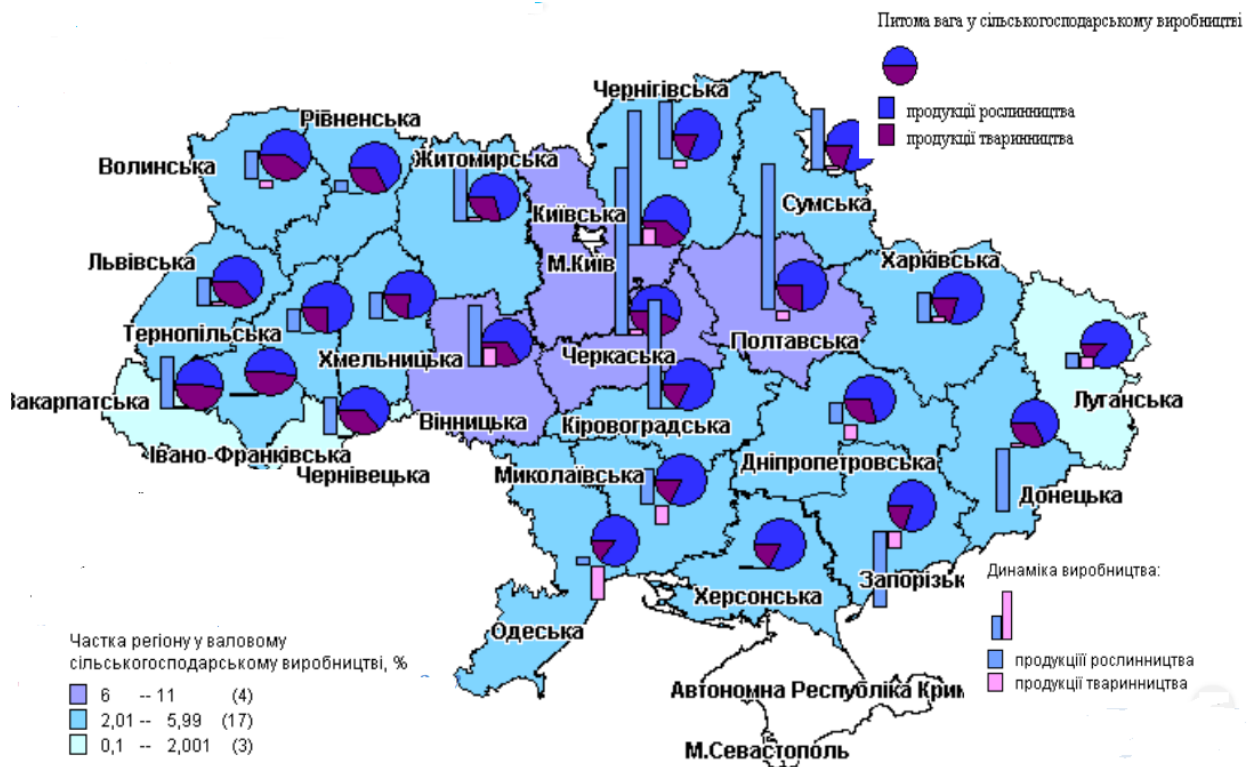 Питома вага у сільськогосподарському виробництві
продукції рослинництва
продукції тваринництва
Чернігівська
Рівненська
Волинська
Житомирська
Київська
Сумська
М.Київ
Львівська
Харківська
Тернопільська
Хмельницька
Черкаська
Полтавська
Закарпатська
Луганська
Вінницька
Кіровоградська
Івано-Франківська
Чернівецька
Миколаївська
Дніпропетровська
Донецька
Запорізьк
Херсонська
Одеська
Динаміка виробництва:
продукціїї рослинництва
продукції тваринництва
Частка регіону у валовому
сільськогосподарському виробництві, %
6 -- 11 (4)
2,01 -- 5,99 (17)
0,1 -- 2,001 (3)
Автономна Республіка Крим
М.Севастополь